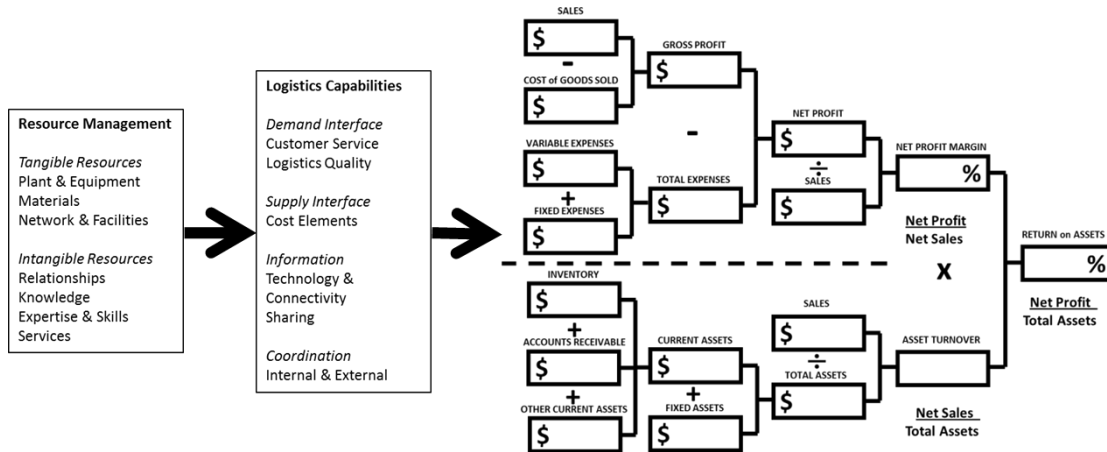 Resource Management
Tangible Resources
Plant & Equipment
Materials
Network & Facilities
Intangible Resources
Relationships
Knowledge
Expertise & Skills
Services
Logistics Capabilities
Demand Interface
Customer Service
Logistics Quality
Supply Interface
Cost Elements
Information
Technology &
Connectivity
Sharing
Coordination
Internal & External
SALES
$
-
COST of GOODS SOLD
$
GROSS PROFIT
$
-
VARIABLE EXPENSES
$
+
FIXED EXPENSES
$
TOTAL EXPENSES
$
NET PROFIT
$
÷
SALES
$
NET PROFIT MARGIN
%
Net Profit
Net Sales
X
RETURN on ASSETS
%
Net Profit
Total Assets
INVENTORY
$
+
ACCOUNTS RECEIVABLE
$
+
OTHER CURRENT ASSETS
$
CURRENT ASSETS
$
+
FIXED ASSETS
$
SALES
$
÷
TOTAL ASSETS
$
ASSET TURNOVER
Net Sales
Total Assets